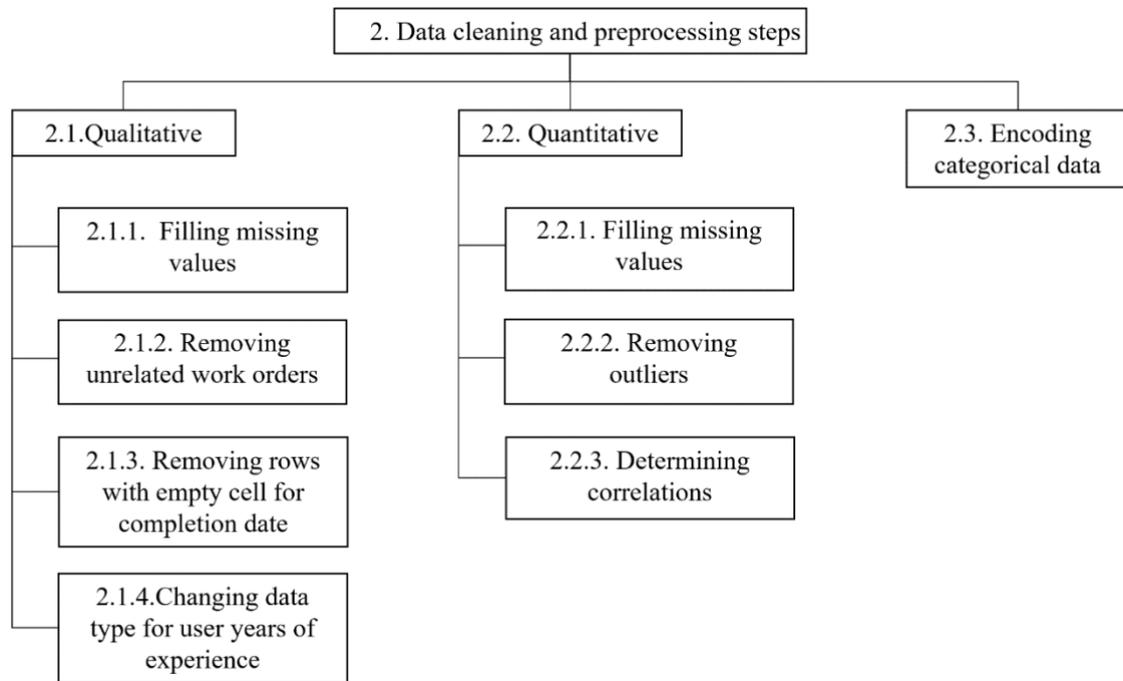 2. Data cleaning and preprocessing steps
2.1.Qualitative
2.1.1. Filling missing
values
2.1.2. Removing
unrelated work orders
2.1.3. Removing rows
with empty cell for
completion date
2.1.4.Changing data
type for user years of
experience
2.2. Quantitative
2.2.1. Filling missing
values
2.2.2. Removing
outliers
2.2.3. Determining
correlations
2.3. Encoding
categorical data